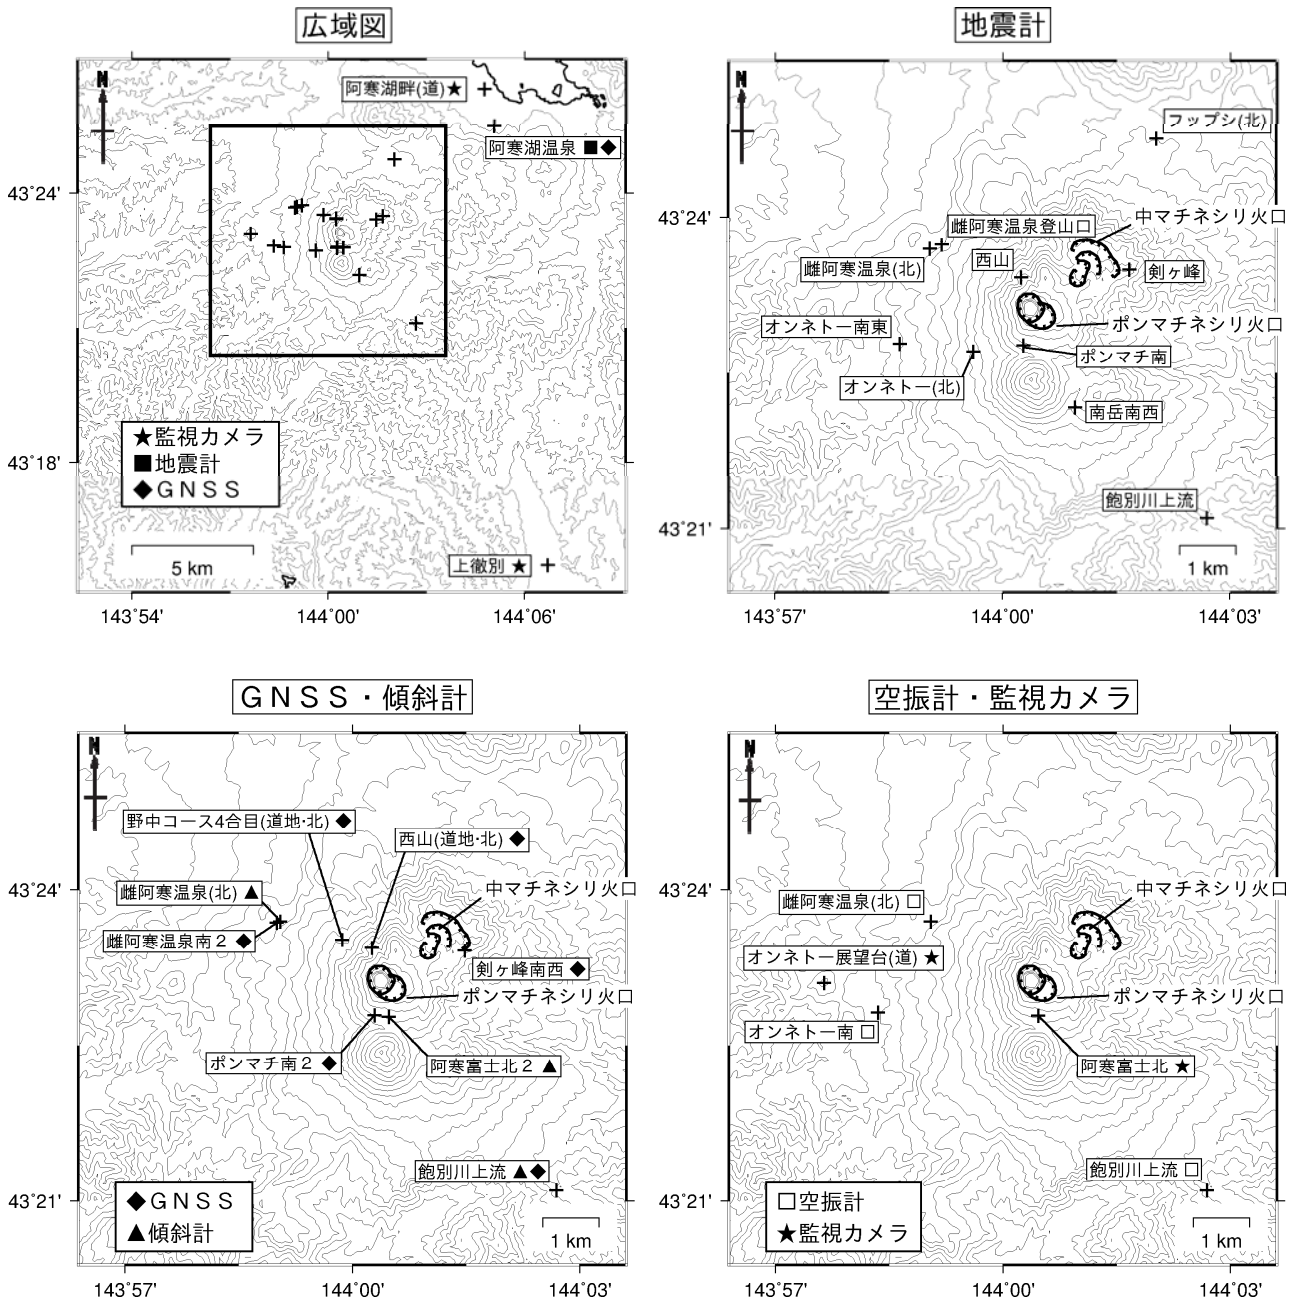 広域図
N
阿寒湖畔(道)★
阿寒湖温泉 ■◆
43˚24'
43˚18'
★監視カメラ
■地震計
◆GNSS
5 km
上徹別 ★
143˚54'
144˚00'
144˚06'
地震計
N
フップシ(北)
43˚24'
中マチネシリ火口
雌阿寒温泉登山口
西山
雌阿寒温泉(北)
剣ヶ峰
オンネトー南東
ポンマチネシリ火口
ポンマチ南
オンネトー(北)
南岳南西
飽別川上流
43˚21'
1 km
143˚57'
144˚00'
144˚03'
GNSS・傾斜計
N
野中コース4合目(道地・北) ◆
西山(道地・北) ◆
43˚24'
雌阿寒温泉(北) ▲
中マチネシリ火口
雌阿寒温泉南2 ◆
剣ヶ峰南西 ◆
ポンマチネシリ火口
ポンマチ南2 ◆
阿寒富士北2 ▲
飽別川上流 ▲◆
43˚21'
◆GNSS
▲傾斜計
1 km
143˚57'
144˚00'
144˚03'
空振計・監視カメラ
N
43˚24'
中マチネシリ火口
雌阿寒温泉(北) □
オンネトー展望台(道) ★
ポンマチネシリ火口
オンネトー南 □
阿寒富士北 ★
飽別川上流 □
43˚21'
□空振計
★監視カメラ
1 km
143˚57'
144˚00'
144˚03'